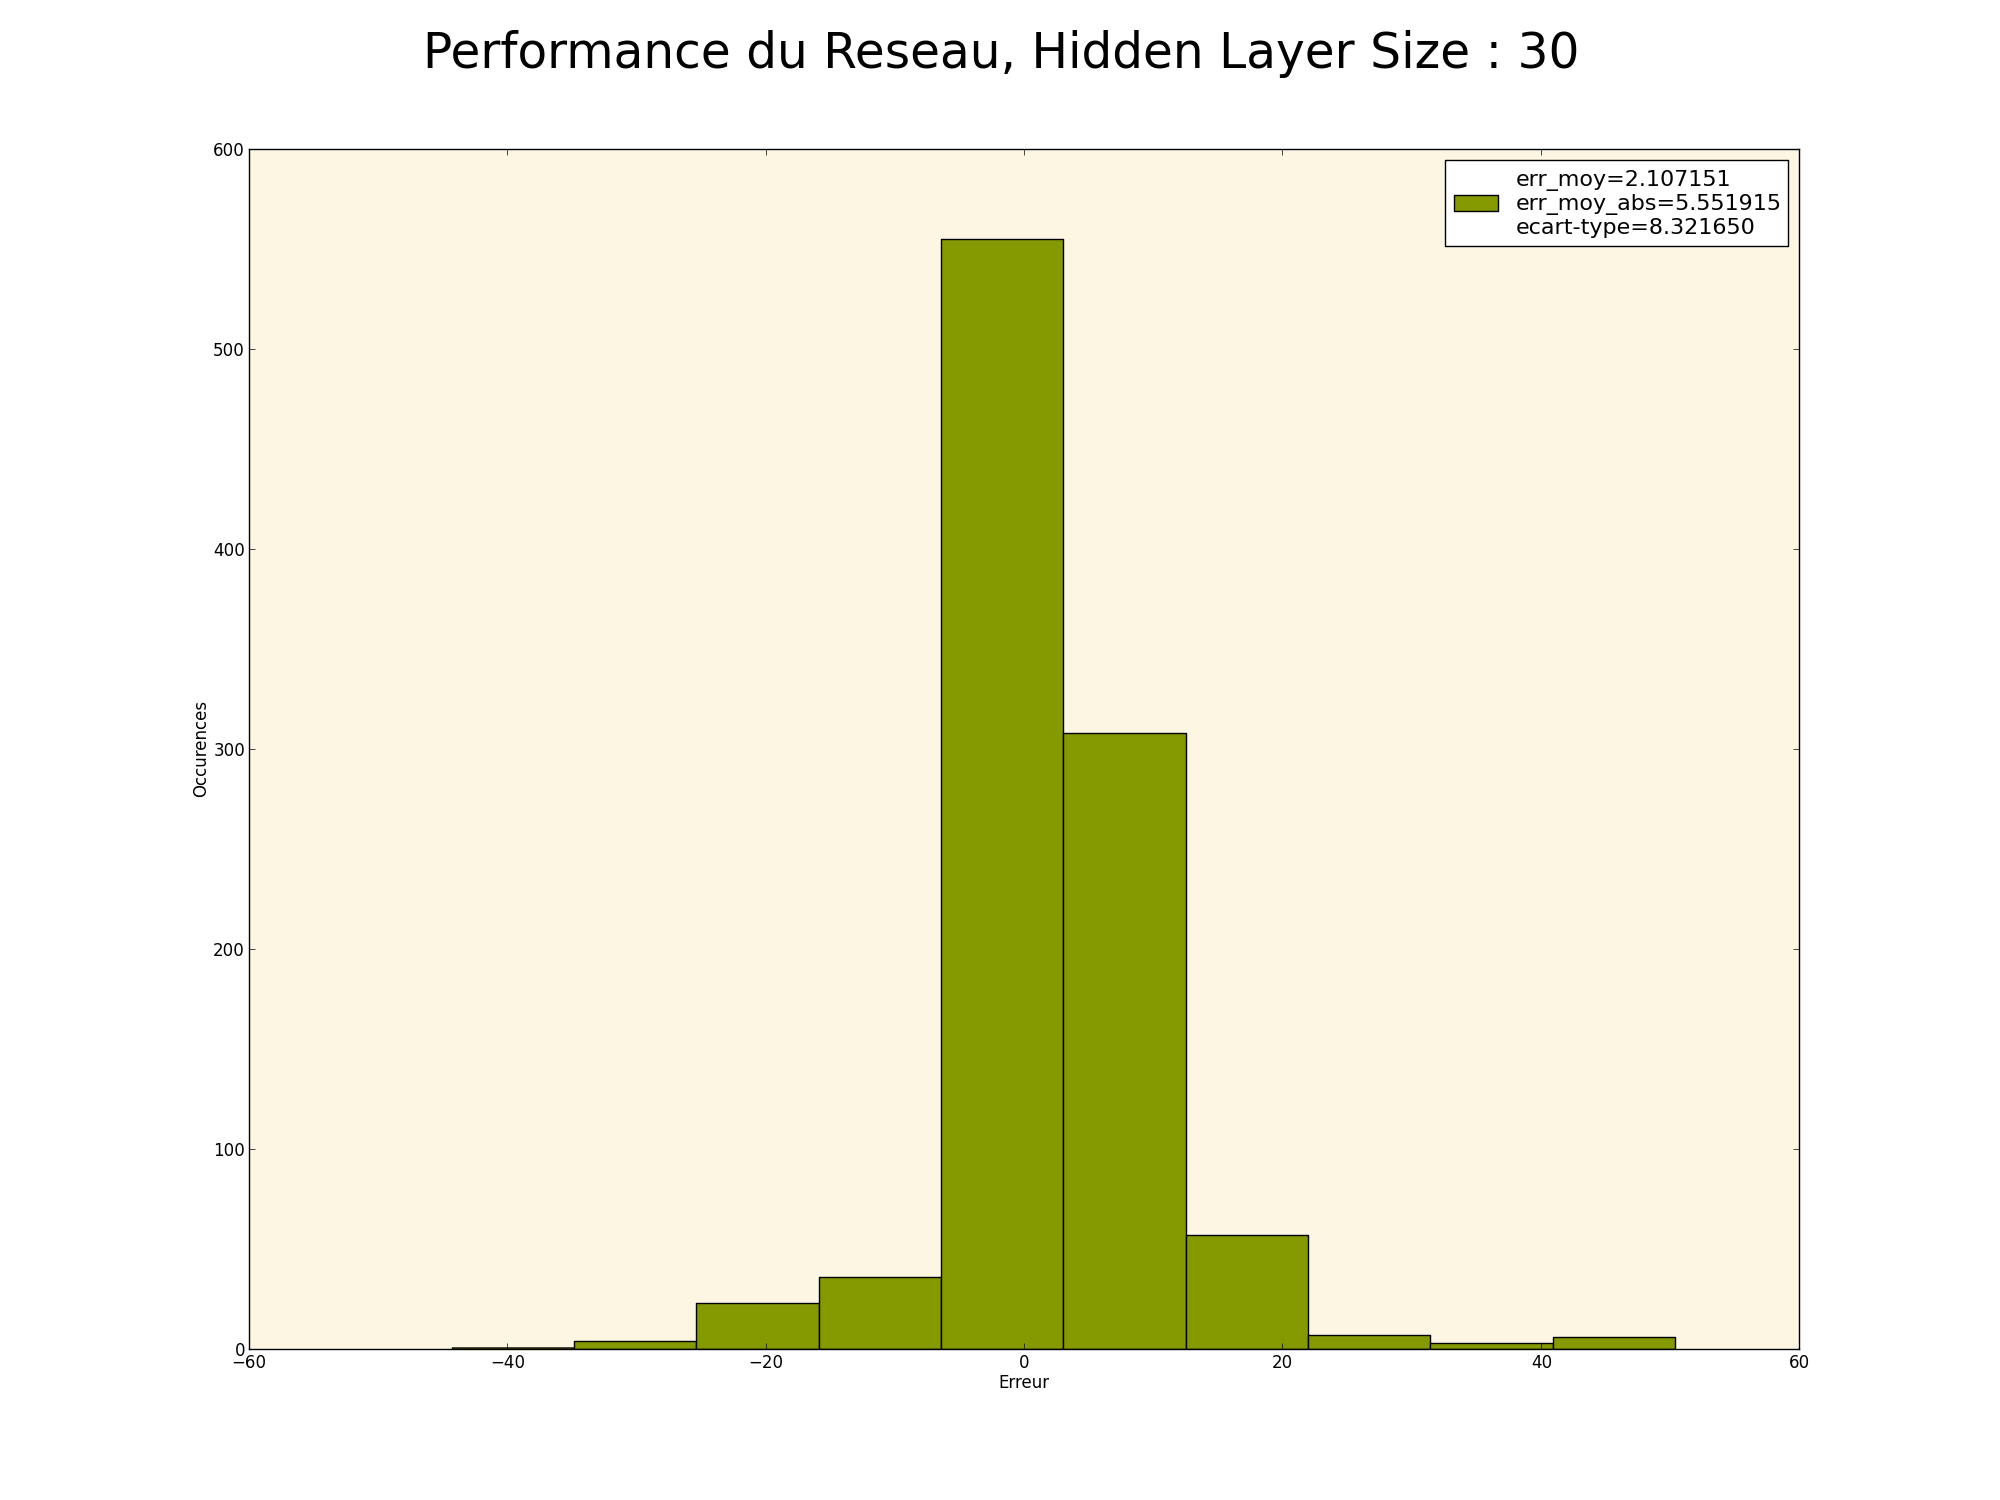 Performance du Reseau, Hidden Layer Size : 30
600
err_moy=2.107151
err_moy_abs=5.551915
ecart-type=8.321650
500
400
300
200
100
0
Occurences
−60 −40 −20 0 20 40 60
Erreur